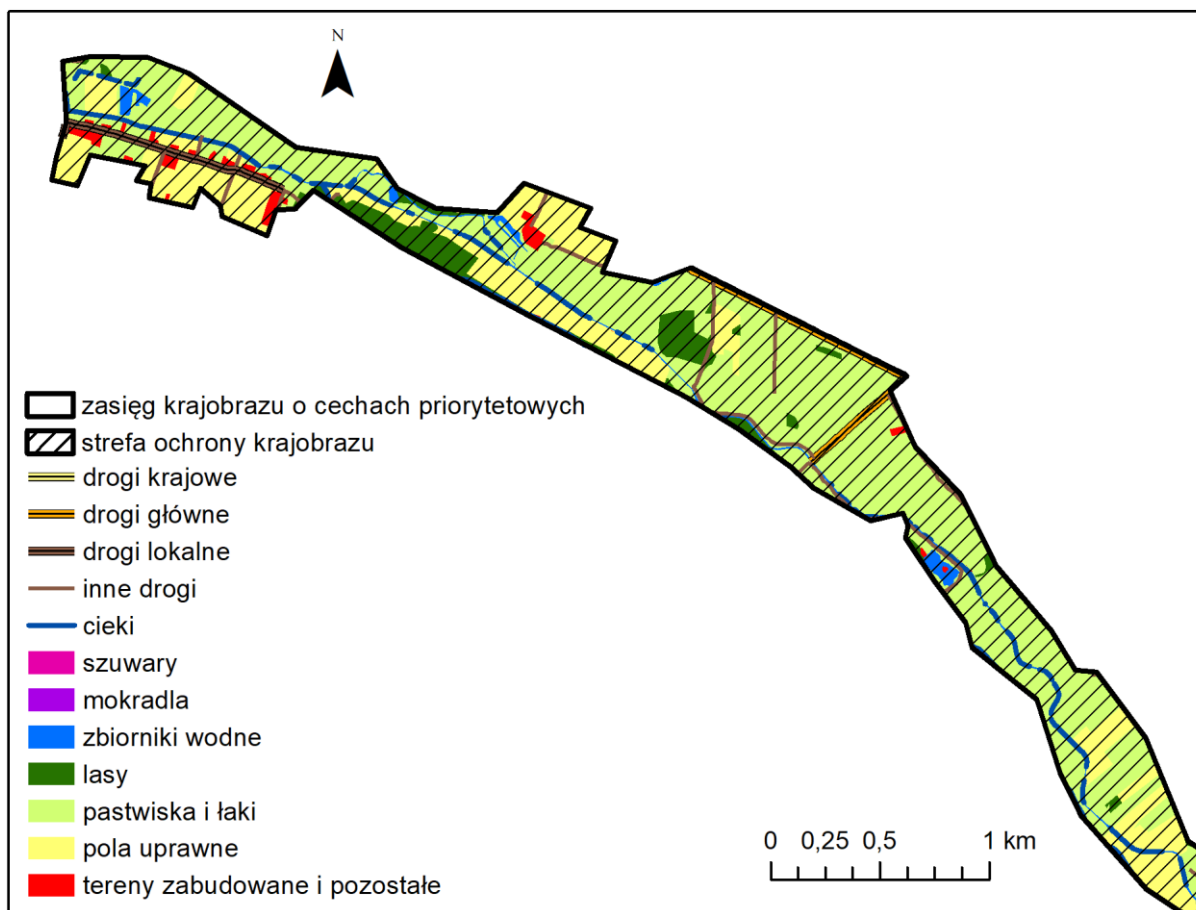 N
zasięg krajobrazu o cechach priorytetowych
strefa ochrony krajobrazu
drogi krajowe
drogi główne
drogi lokalne
inne drogi
cieki
szuwary
mokradla
zbiorniki wodne
lasy
pastwiska i łaki
pola uprawne
tereny zabudowane i pozostałe
0 0,25 0,5 1 km